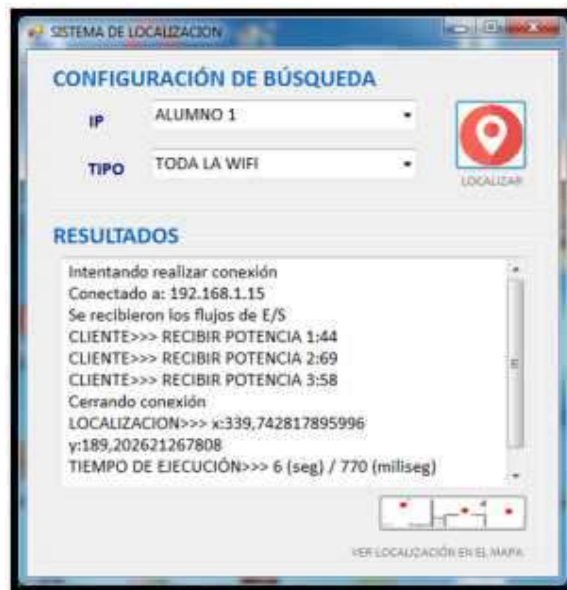 SISTEMA DE LOCALIZACION
CONFIGURACIÓN DE BÚSQUEDA
IP
ALUMNO 1
TIPO
TODA LA WIFI
LOCALIZAR
RESULTADOS
Intentando realizar conexión
Conectado a: 192.168.1.15
Se recibieron los flujos de E/S
CLIENTE>>> RECIBIR POTENCIA 1:44
CLIENTE>>> RECIBIR POTENCIA 2:69
CLIENTE>>> RECIBIR POTENCIA 3:58
Cerrando conexión
LOCALIZACION>>> x:339,742817895996
y:189,202621267808
TIEMPO DE EJECUCIÓN>>> 6 (seg) / 770 (miliseg)
VER LOCALIZACIÓN EN EL MAPA